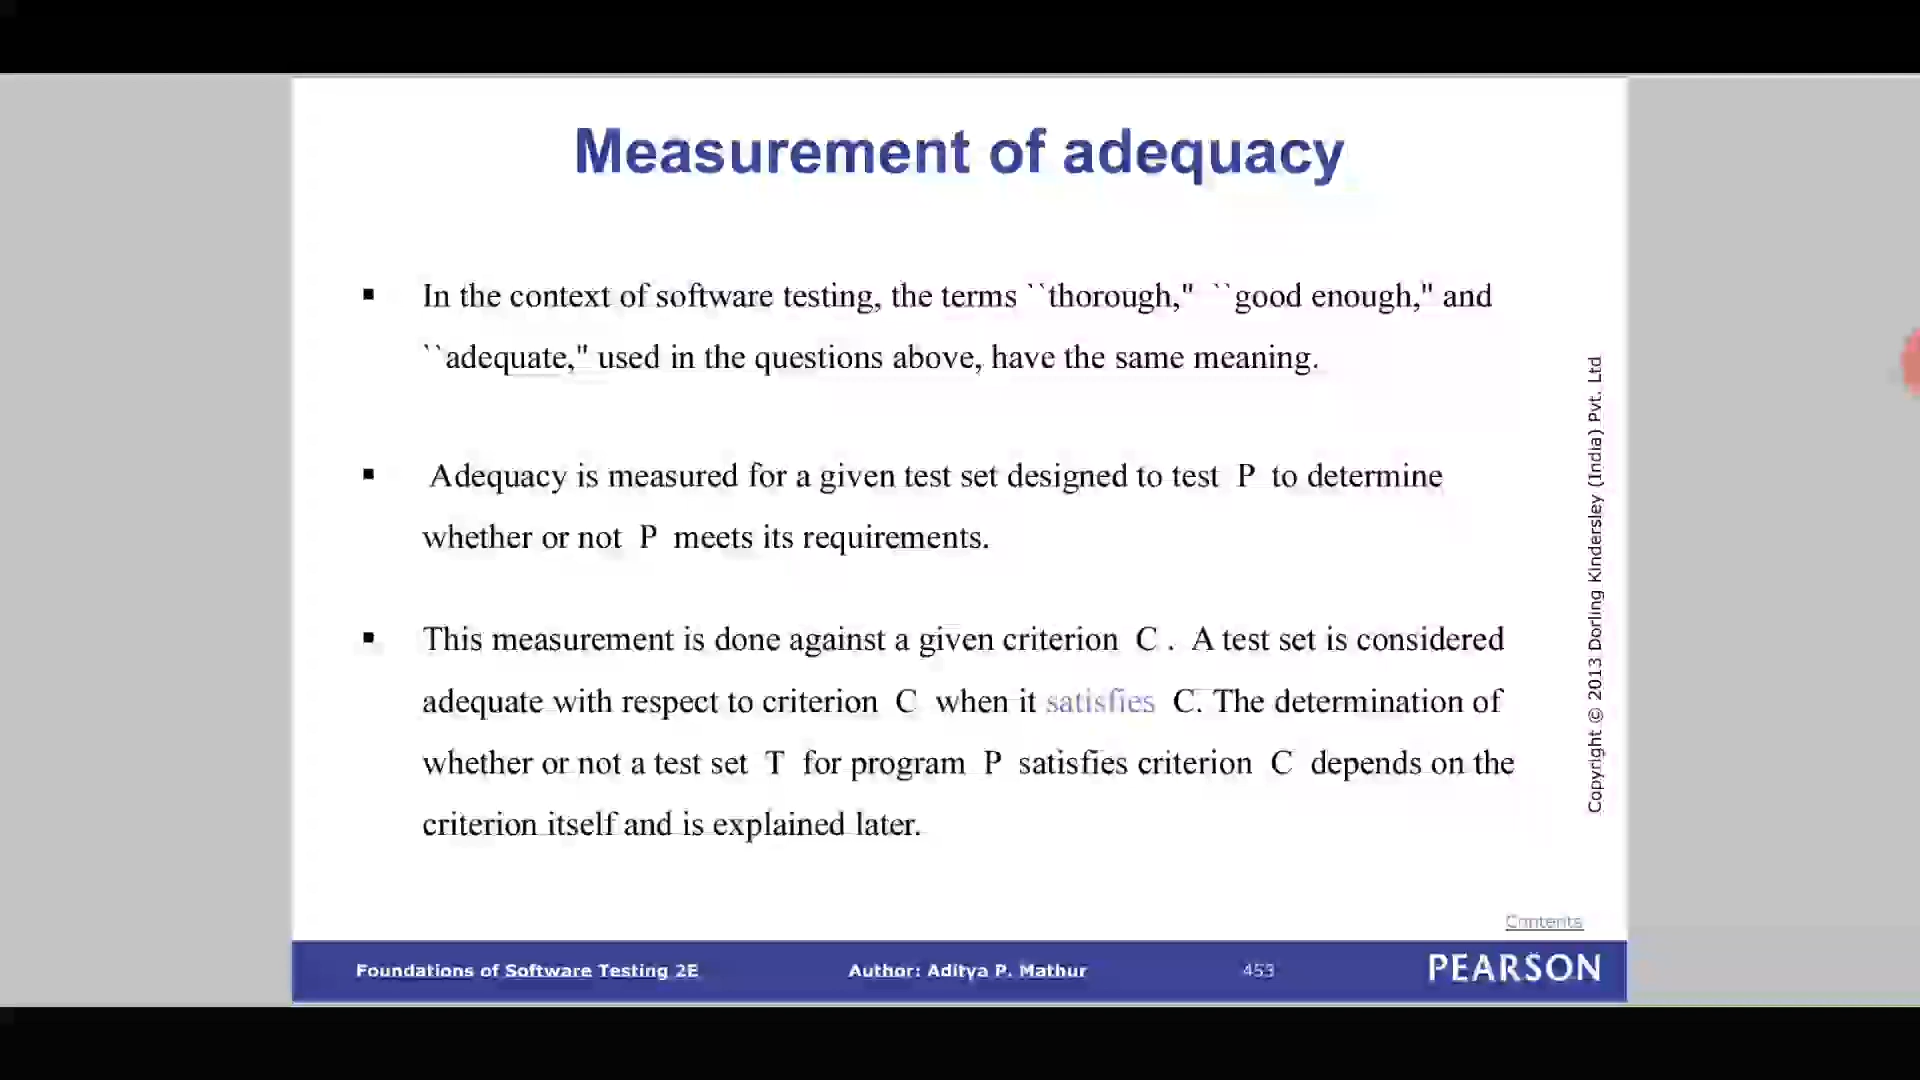 Measurement of adequacy
▪ In the context of software testing, the terms ``thorough," ``good enough," and
``adequate," used in the questions above, have the same meaning.
▪ Adequacy is measured for a given test set designed to test P to determine
whether or not P meets its requirements.
▪ This measurement is done against a given criterion C . A test set is considered
adequate with respect to criterion C when it satisfies C. The determination of
whether or not a test set T for program P satisfies criterion C depends on the
criterion itself and is explained later.
Copyright © 2013 Dorling Kindersley (India) Pvt. Ltd
Contents
Foundations of Software Testing 2E Author: Aditya P. Mathur 453 PEARSON